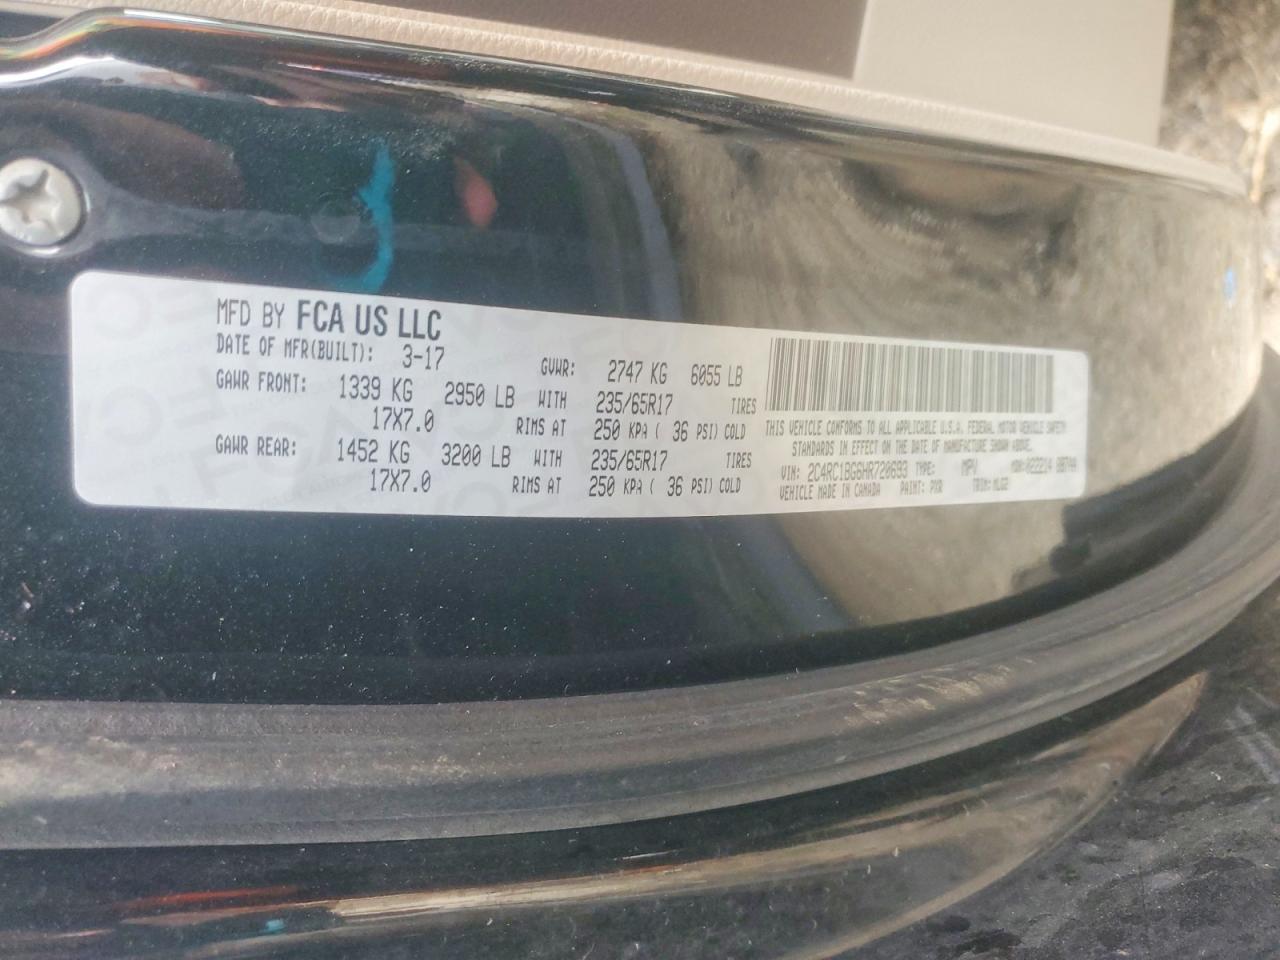 MFD BY FCA US LLC
DATE OF MFR(BUILT): 3-17 GVWR: 2747 KG 6055 LB
GAWR FRONT: 1339 KG 2950 LB WITH 235/65R17 TIRES
17X7.0 RIMS AT 250 KPA ( 36 PSI) COLD
GAWR REAR: 1452 KG 3200 LB WITH 235/65R17 TIRES
17X7.0 RIMS AT 250 KPA ( 36 PSI) COLD
THIS VEHICLE CONFORMS TO ALL APPLICABLE U.S.A. FEDERAL MOTOR VEHICLE SAFETY
STANDARDS IN EFFECT ON THE DATE OF MANUFACTURE SHOWN ABOVE.
VIN: 2C4RC1BG6HR720693 TYPE: MPV MDH:
VEHICLE MADE IN CANADA PAINT: PXR TRIM: